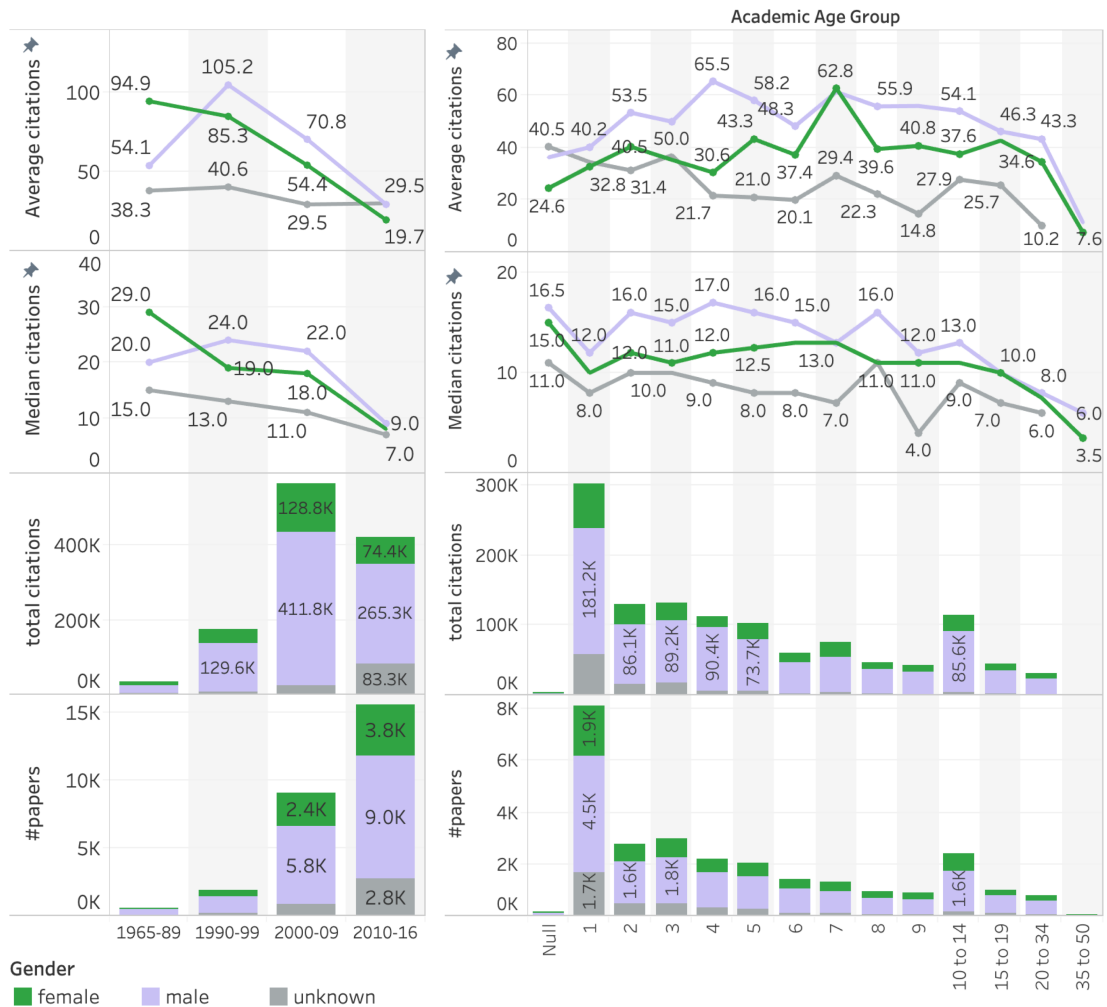 Academic Age Group
Average citations
100
50
0
94.9
105.2
85.3
70.8
54.1
40.6
54.4
29.5
38.3
29.5
19.7
Average citations
80
60
40
20
0
65.5
58.2
62.8
55.9
54.1
53.5
48.3
46.3
43.3
40.5
40.2
50.0
43.3
40.8
37.6
40.5
30.6
34.6
32.8
31.4
21.0
37.4
29.4
39.6
27.9
25.7
24.6
21.7
20.1
22.3
14.8
10.2
7.6
Median citations
40
30
20
10
0
29.0
24.0
22.0
20.0
19.0
18.0
15.0
13.0
11.0
9.0
7.0
Median citations
20
10
0
16.5
16.0
15.0
17.0
16.0
15.0
16.0
12.0
12.0
13.0
15.0
12.0
11.0
12.0
10.0
12.5
13.0
11.0
11.0
8.0
11.0
10.0
9.0
9.0
8.0
8.0
8.0
7.0
7.0
6.0
6.0
4.0
3.5
total citations
400K
200K
0K
128.8K
74.4K
411.8K
265.3K
129.6K
83.3K
total citations
300K
200K
100K
0K
181.2K
86.1K
89.2K
90.4K
73.7K
85.6K
#papers
15K
10K
5K
0K
3.8K
2.4K
9.0K
5.8K
2.8K
#papers
8K
6K
4K
2K
0K
1.9K
4.5K
1.7K
1.6K
1.8K
1.6K
1965-89 1990-99 2000-09 2010-16
Null 1 2 3 4 5 6 7 8 9 10 to 14 15 to 19 20 to 34 35 to 50
Gender
female male unknown